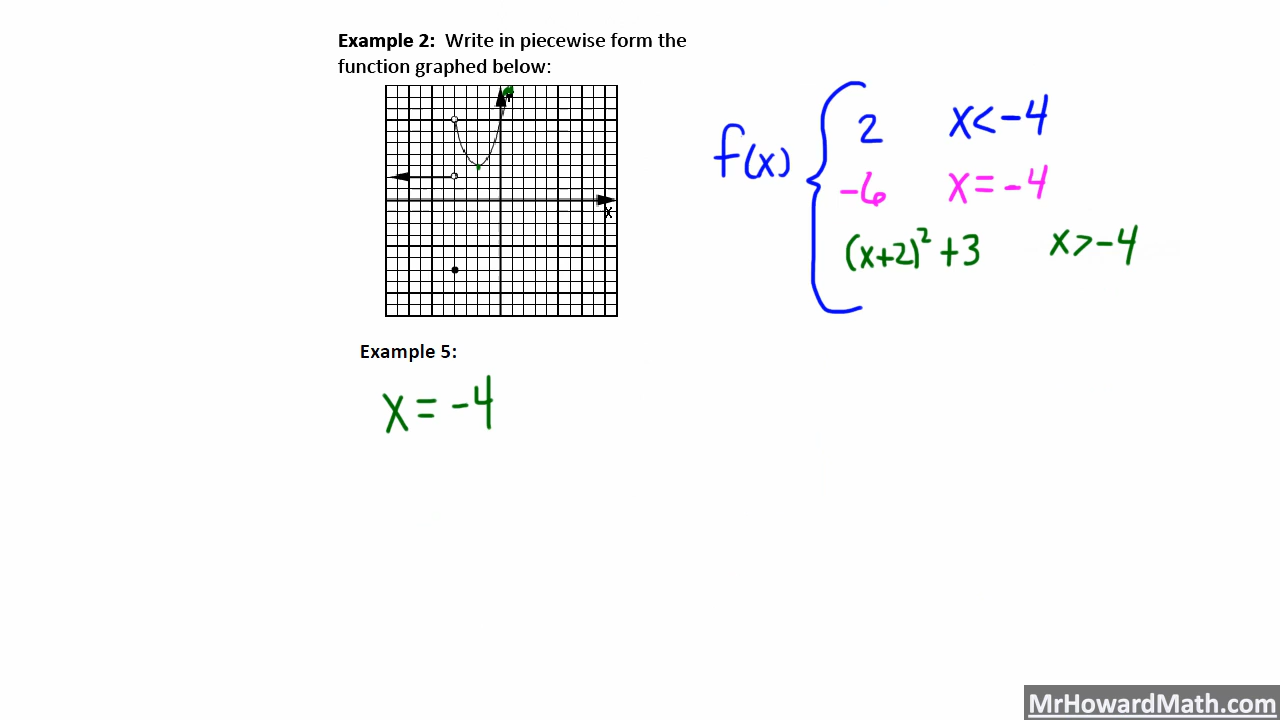 Example 2: Write in piecewise form the
function graphed below:
x
f(x) { 2 x < -4
-6 x = -4
(x+2)² + 3 x > -4
Example 5:
x = -4
MrHowardMath.com